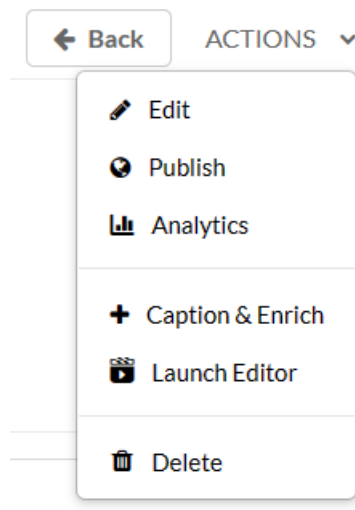 Back ACTIONS
Edit
Publish
Analytics
Caption & Enrich
Launch Editor
Delete